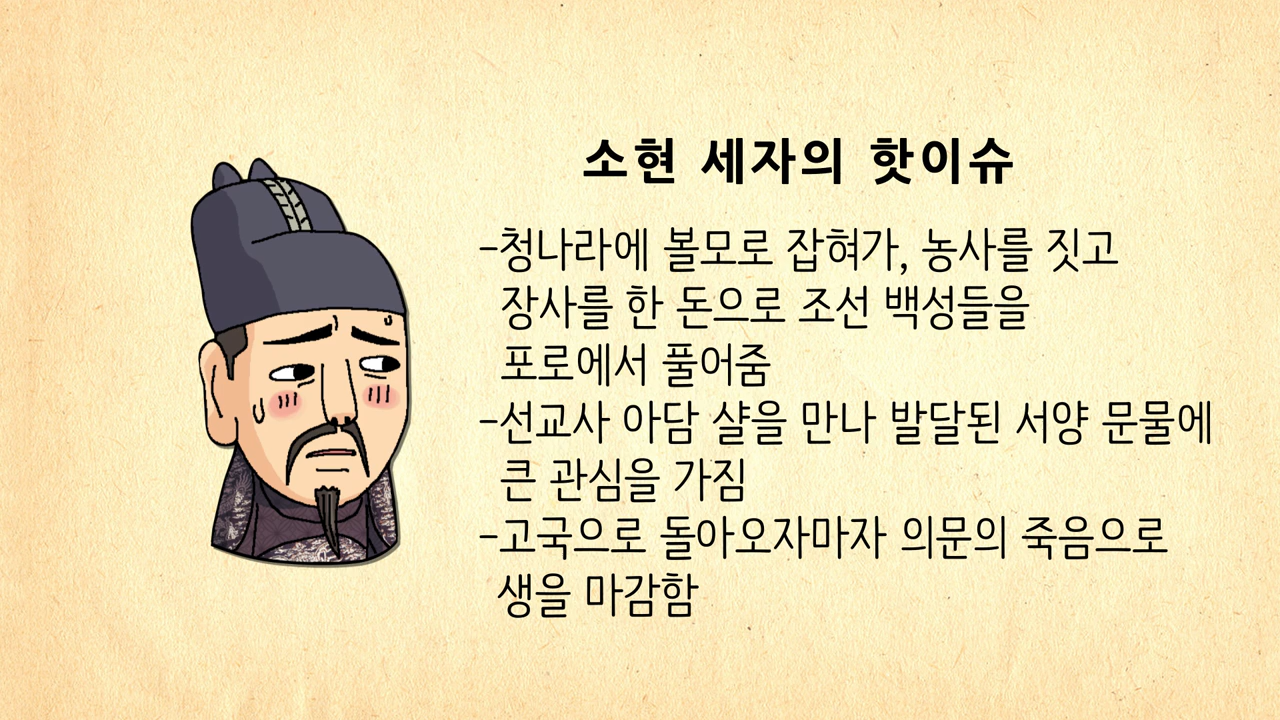 소현 세자의 핫이슈
-청나라에 볼모로 잡혀가, 농사를 짓고
장사를 한 돈으로 조선 백성들을
포로에서 풀어줌
-선교사 아담 샬을 만나 발달된 서양 문물에
큰 관심을 가짐
-고국으로 돌아오자마자 의문의 죽음으로
생을 마감함